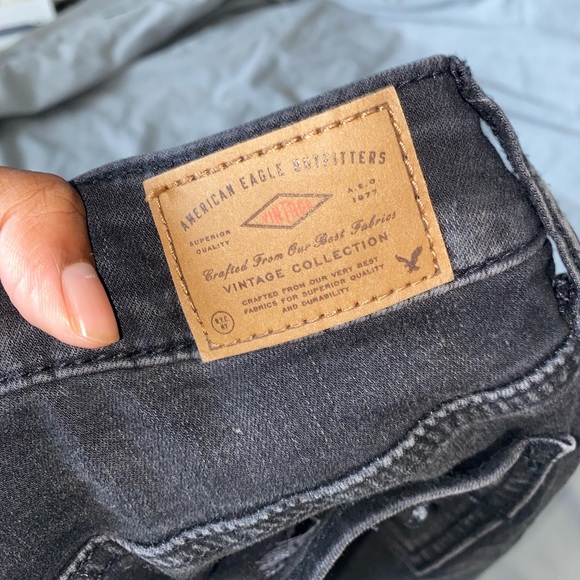 AMERICAN EAGLE OUTFITTERS
SUPERIOR QUALITY
VINTAGE
A.E.O
1977
Crafted From Our Best Fabrics
VINTAGE COLLECTION
CRAFTED FROM OUR VERY BEST
FABRICS FOR SUPERIOR QUALITY
AND DURABILITY
NYC